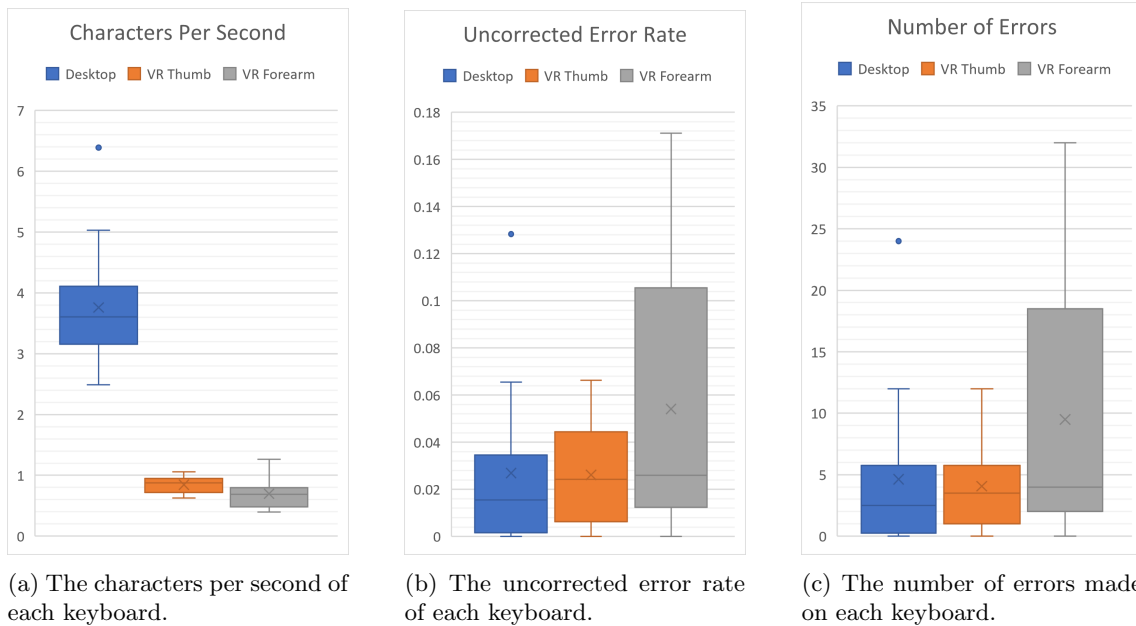 Characters Per Second
Desktop VR Thumb VR Forearm
7
6
5
4
3
2
1
0
(a) The characters per second of
each keyboard.
Uncorrected Error Rate
Desktop VR Thumb VR Forearm
0.18
0.16
0.14
0.12
0.1
0.08
0.06
0.04
0.02
0
(b) The uncorrected error rate
of each keyboard.
Number of Errors
Desktop VR Thumb VR Forearm
35
30
25
20
15
10
5
0
(c) The number of errors made
on each keyboard.